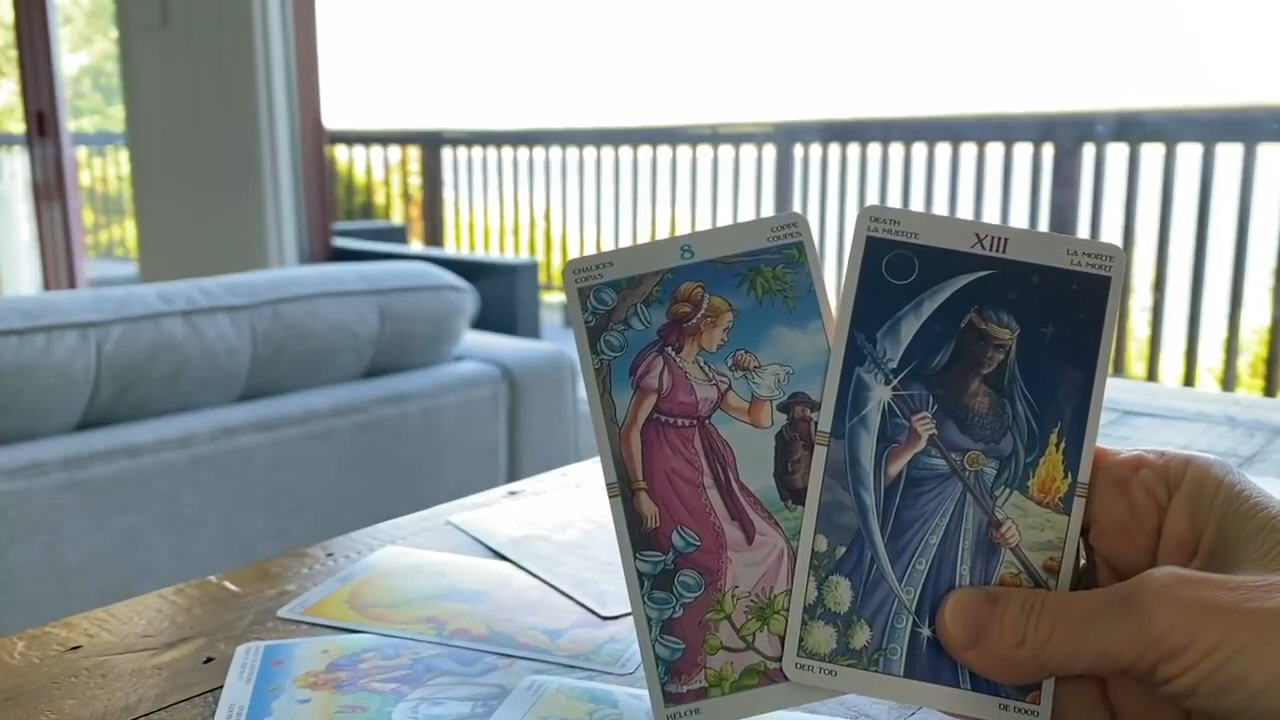 CHALICES
COPAS
8
COPPE
COUPES
KELCHE
DEATH
LA MUERTE
XIII
LA MORTE
LA MORT
DER TOD
DE DOOD